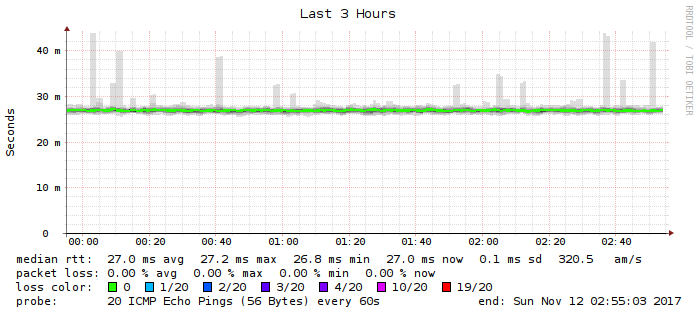 Last 3 Hours
RRDTOOL / TOBI OETIKER
Seconds
40 m
30 m
20 m
10 m
0
00:00 00:20 00:40 01:00 01:20 01:40 02:00 02:20 02:40
median rtt: 27.0 ms avg 27.2 ms max 26.8 ms min 27.0 ms now 0.1 ms sd 320.5 am/s
packet loss: 0.00 % avg 0.00 % max 0.00 % min 0.00 % now
loss color: 0 1/20 2/20 3/20 4/20 10/20 19/20
probe: 20 ICMP Echo Pings (56 Bytes) every 60s end: Sun Nov 12 02:55:03 2017